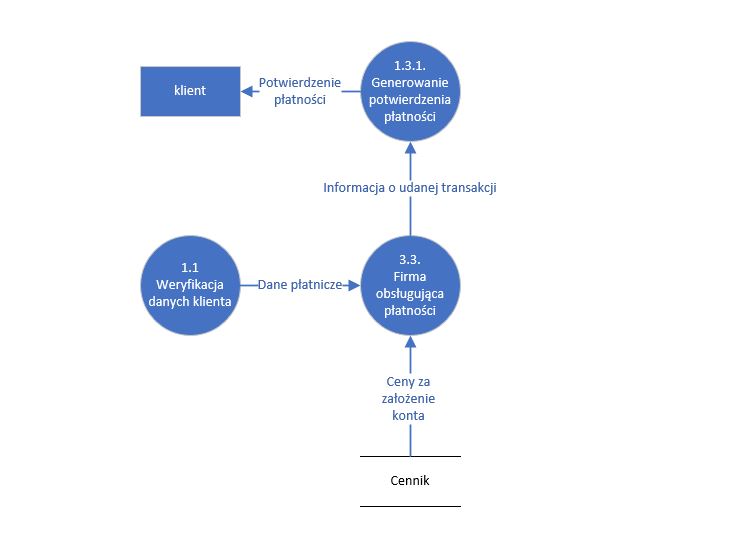 klient
Potwierdzenie
płatności
1.3.1.
Generowanie
potwierdzenia
płatności
Informacja o udanej transakcji
1.1
Weryfikacja
danych klienta
Dane płatnicze
3.3.
Firma
obsługująca
płatności
Ceny za
założenie
konta
Cennik